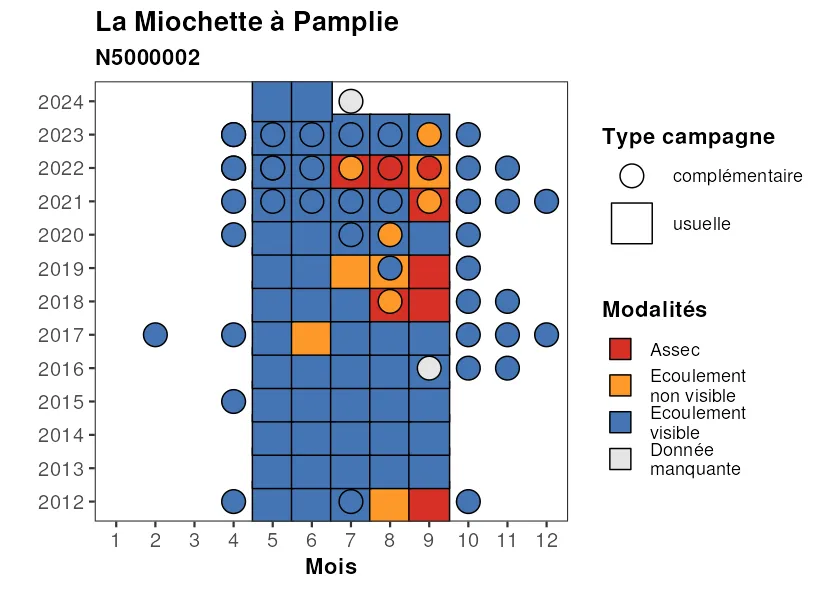 La Miochette à Pamplie
N5000002
2024
2023
2022
2021
2020
2019
2018
2017
2016
2015
2014
2013
2012
1 2 3 4 5 6 7 8 9 10 11 12
Mois
Type campagne
complémentaire
usuelle
Modalités
Assec
Ecoulement
non visible
Ecoulement
visible
Donnée
manquante